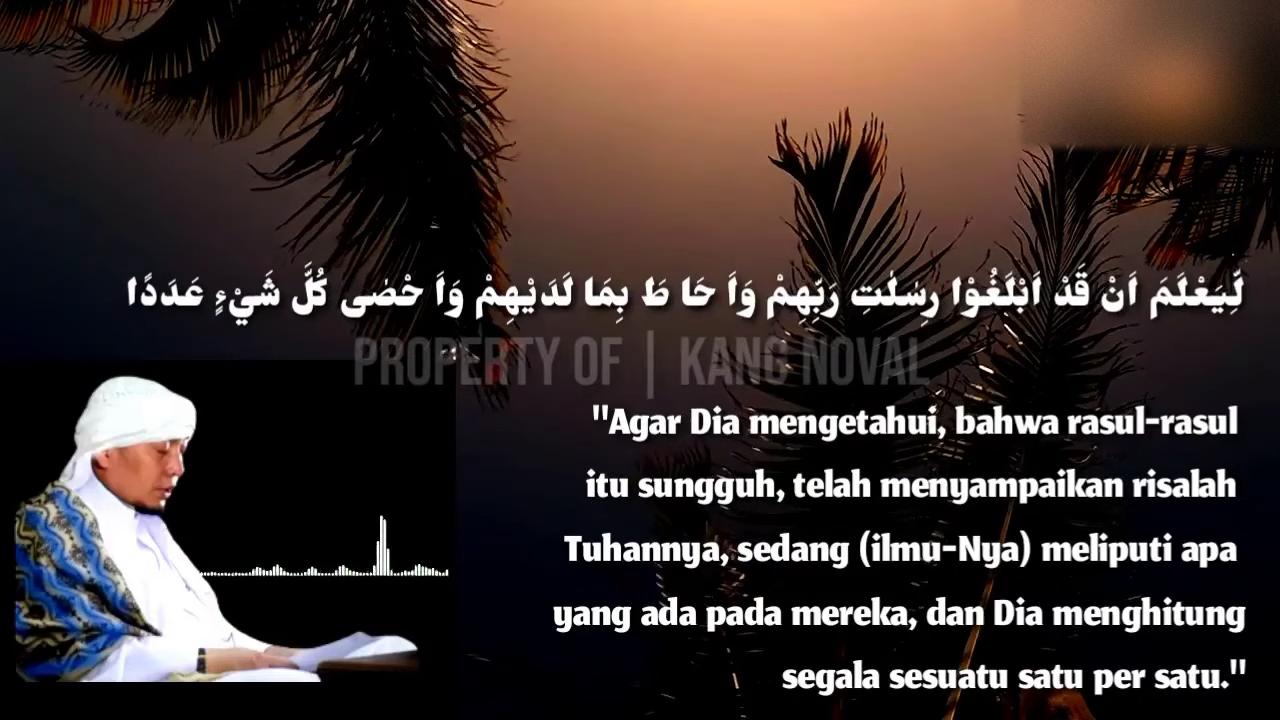 لِّيَعْلَمَ اَنْ قَدْ اَبْلَغُوْا رِسٰلٰتِ رَبِّهِمْ وَاَ حَا طَ بِمَا لَدَيْهِمْ وَاَ حْصٰى كُلَّ شَيْءٍ عَدَدًا
PROPERTY OF | KANG NOVAL
"Agar Dia mengetahui, bahwa rasul-rasul
itu sungguh, telah menyampaikan risalah
Tuhannya, sedang (ilmu-Nya) meliputi apa
yang ada pada mereka, dan Dia menghitung
segala sesuatu satu per satu."